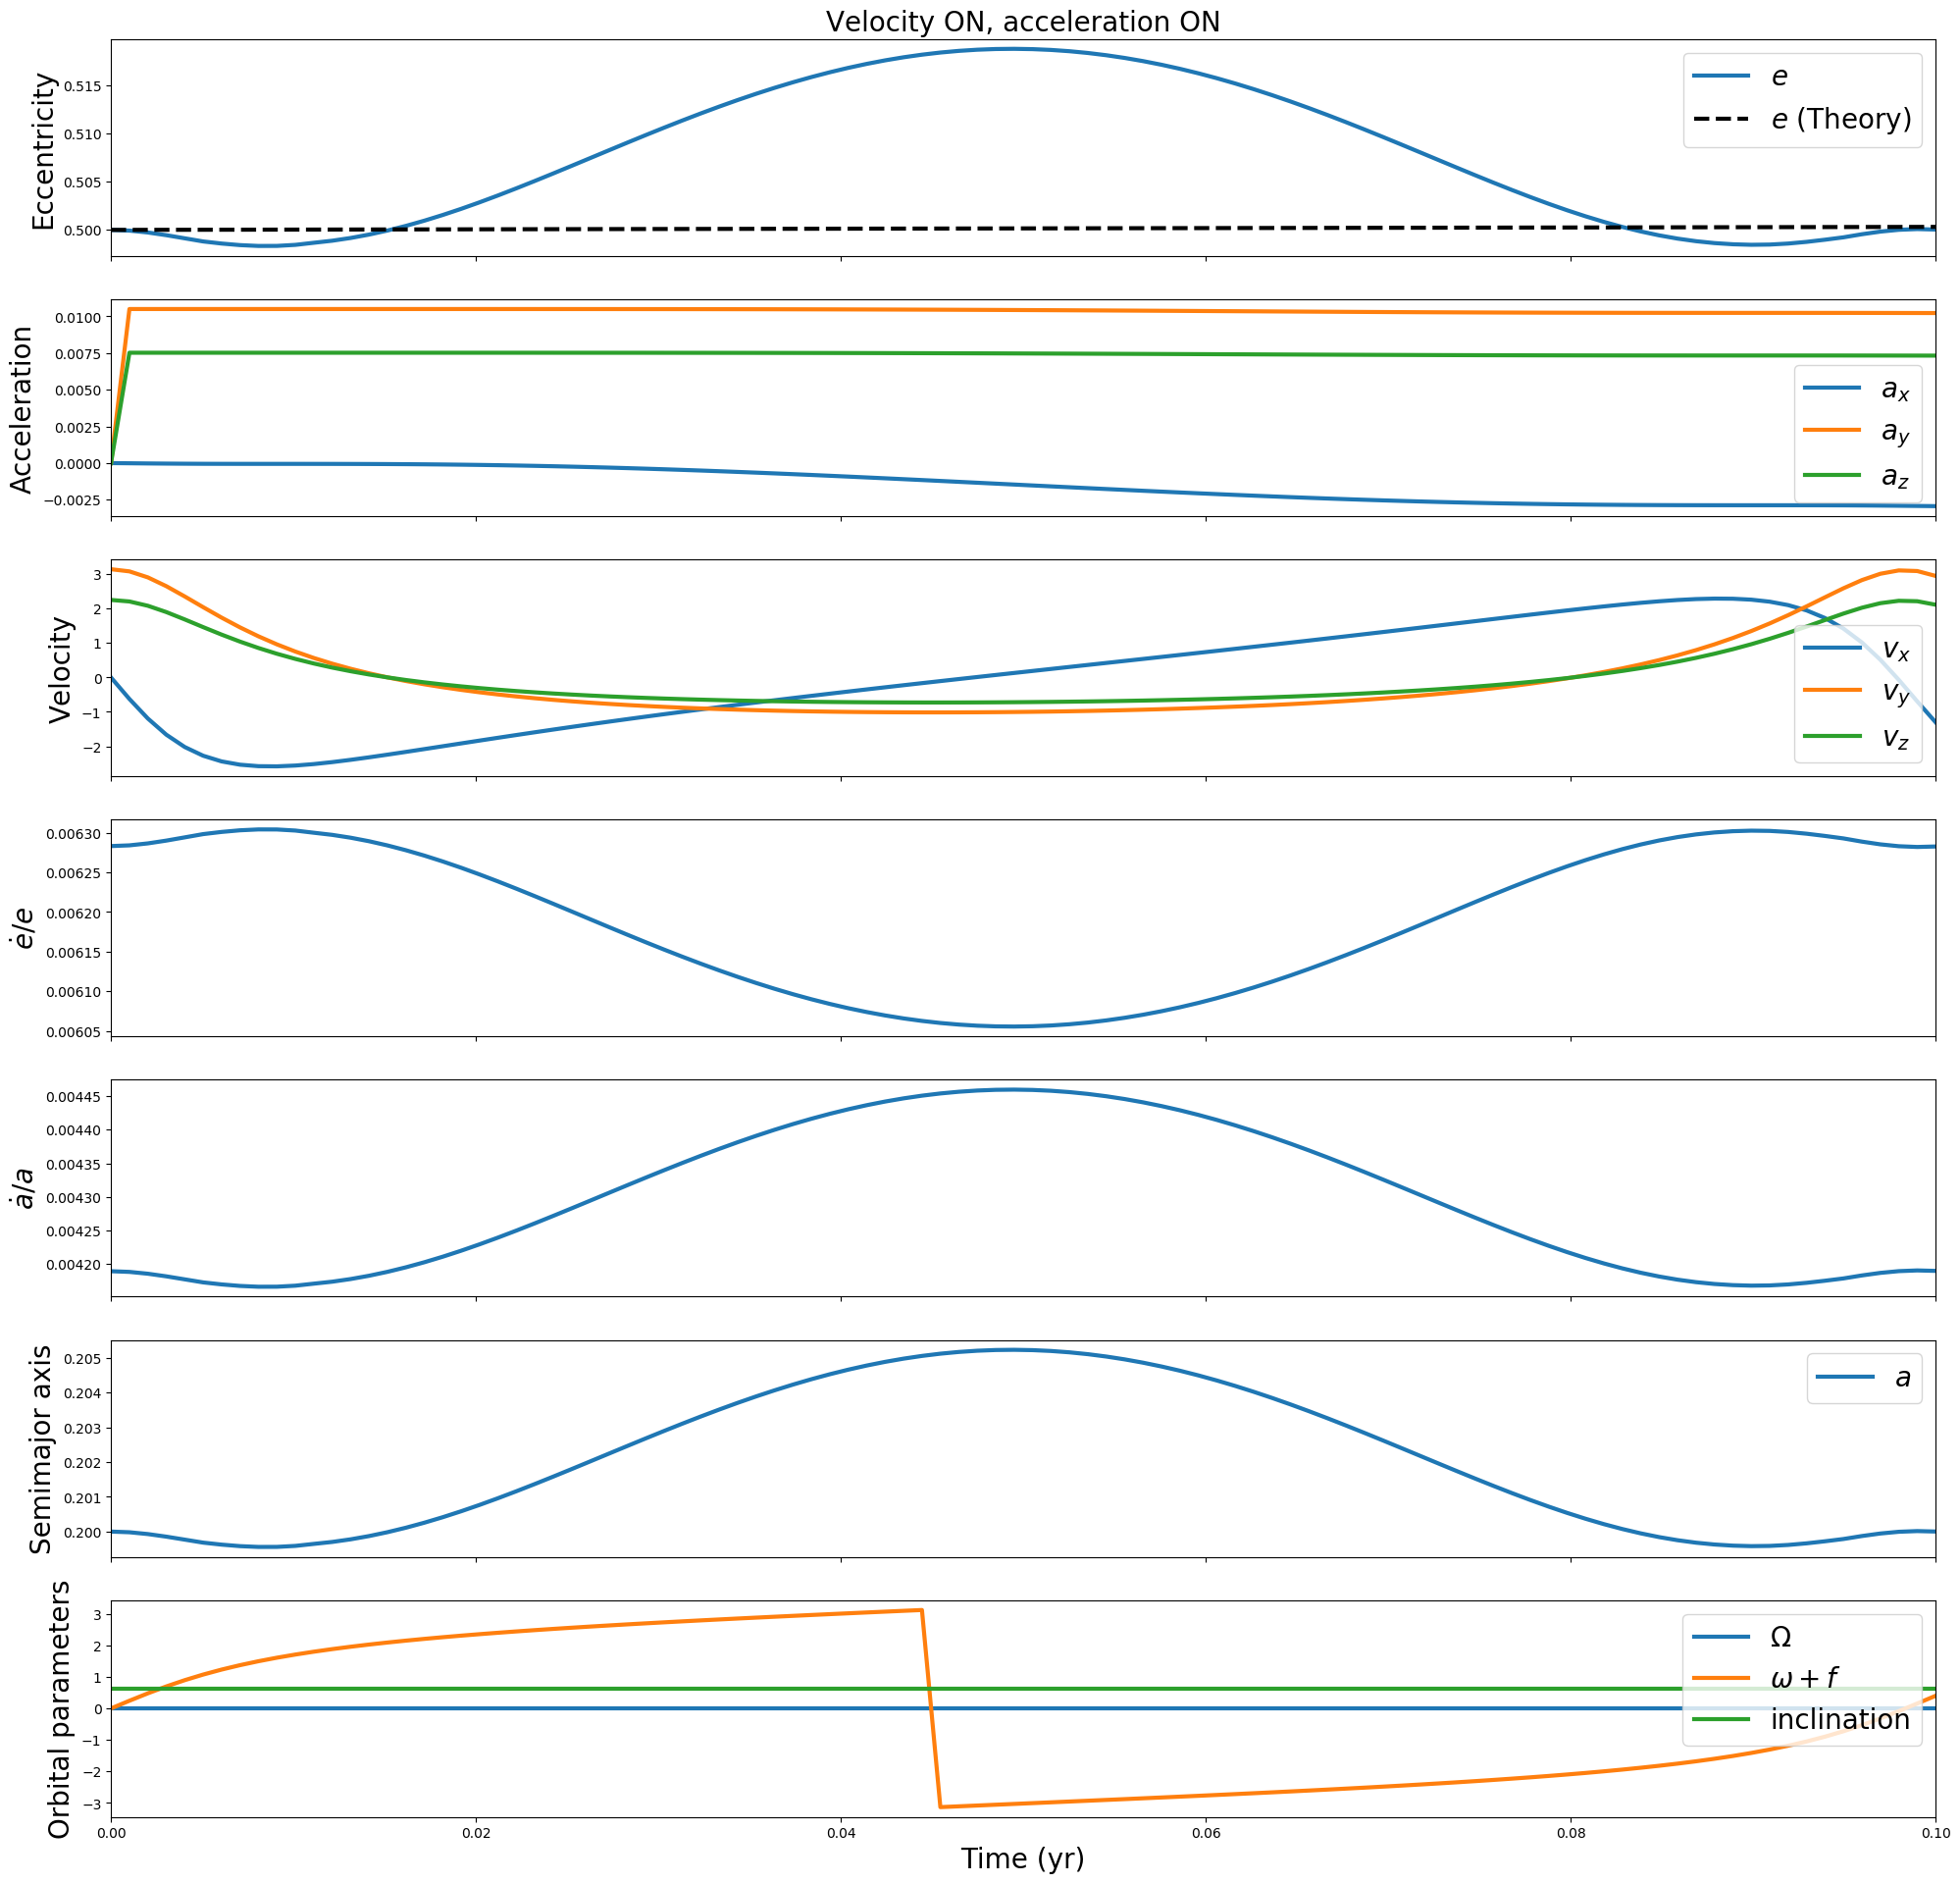 Velocity ON, acceleration ON
Eccentricity
0.515
0.510
0.505
0.500
e
e (Theory)
Acceleration
0.0100
0.0075
0.0050
0.0025
0.0000
−0.0025
a_x
a_y
a_z
Velocity
3
2
1
0
−1
−2
v_x
v_y
v_z
ė/e
0.00630
0.00625
0.00620
0.00615
0.00610
0.00605
ȧ/a
0.00445
0.00440
0.00435
0.00430
0.00425
0.00420
Semimajor axis
0.205
0.204
0.203
0.202
0.201
0.200
a
Orbital parameters
3
2
1
0
−1
−2
−3
Ω
ω + f
inclination
0.00 0.02 0.04 0.06 0.08 0.10
Time (yr)